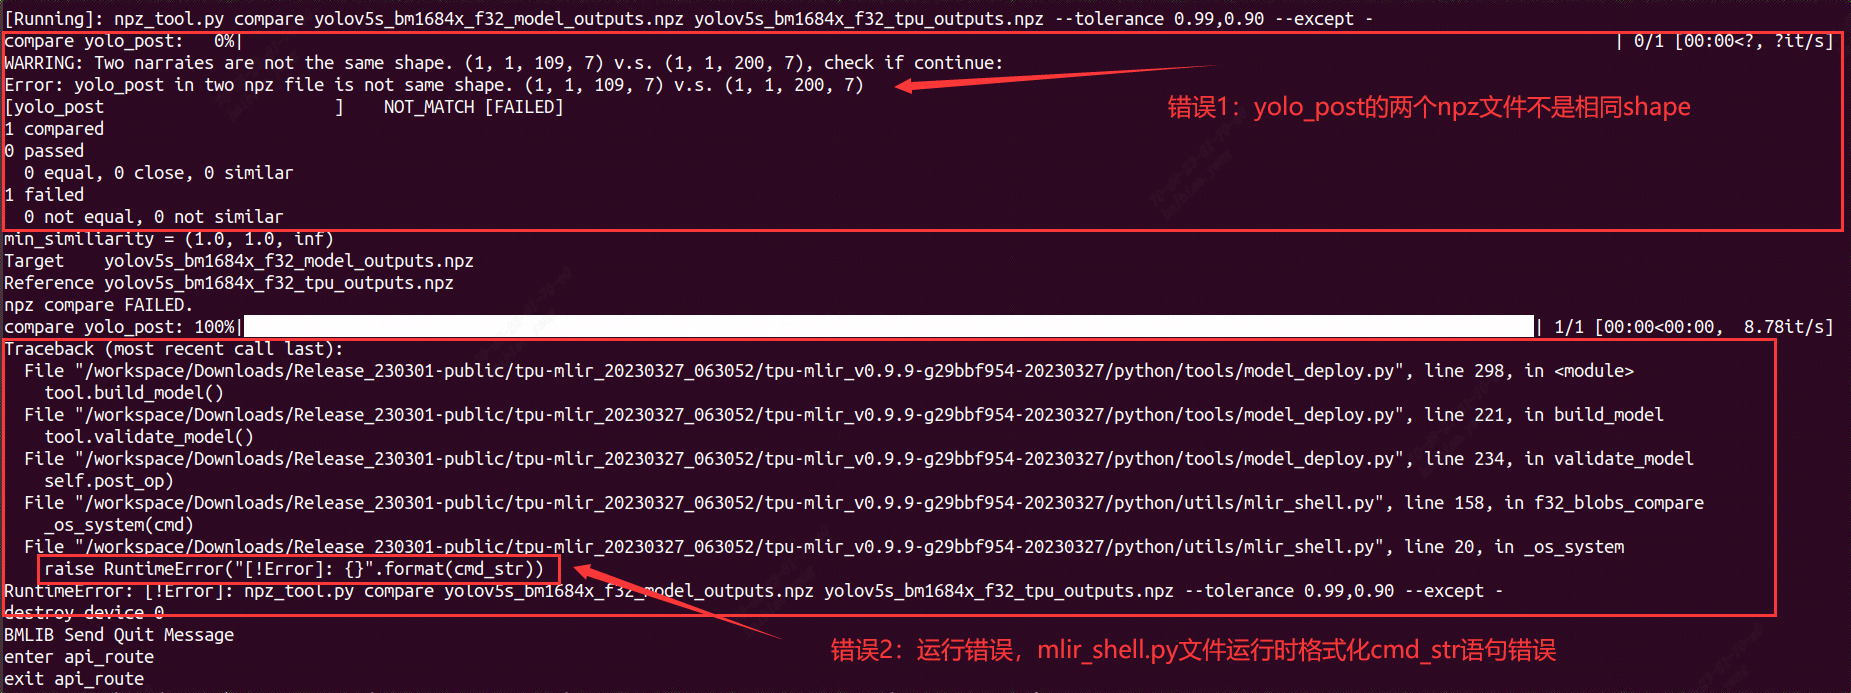 [Running]: npz_tool.py compare yolov5s_bm1684x_f32_model_outputs.npz yolov5s_bm1684x_f32_tpu_outputs.npz --tolerance 0.99,0.90 --except -
compare yolo_post:   0%| | 0/1 [00:00<?, ?it/s]
WARRING: Two narraies are not the same shape. (1, 1, 109, 7) v.s. (1, 1, 200, 7), check if continue:
Error: yolo_post in two npz file is not same shape. (1, 1, 109, 7) v.s. (1, 1, 200, 7)
错误1：yolo_post的两个npz文件不是相同shape
[yolo_post                       ]    NOT_MATCH [FAILED]
1 compared
0 passed
  0 equal, 0 close, 0 similar
1 failed
  0 not equal, 0 not similar
min_similiarity = (1.0, 1.0, inf)
Target    yolov5s_bm1684x_f32_model_outputs.npz
Reference yolov5s_bm1684x_f32_tpu_outputs.npz
npz compare FAILED.
compare yolo_post: 100%| | 1/1 [00:00<00:00,  8.78it/s]
Traceback (most recent call last):
  File "/workspace/Downloads/Release_230301-public/tpu-mlir_20230327_063052/tpu-mlir_v0.9.9-g29bbf954-20230327/python/tools/model_deploy.py", line 298, in <module>
    tool.build_model()
  File "/workspace/Downloads/Release_230301-public/tpu-mlir_20230327_063052/tpu-mlir_v0.9.9-g29bbf954-20230327/python/tools/model_deploy.py", line 221, in build_model
    tool.validate_model()
  File "/workspace/Downloads/Release_230301-public/tpu-mlir_20230327_063052/tpu-mlir_v0.9.9-g29bbf954-20230327/python/tools/model_deploy.py", line 234, in validate_model
    self.post_op)
  File "/workspace/Downloads/Release_230301-public/tpu-mlir_20230327_063052/tpu-mlir_v0.9.9-g29bbf954-20230327/python/utils/mlir_shell.py", line 158, in f32_blobs_compare
    _os_system(cmd)
  File "/workspace/Downloads/Release_230301-public/tpu-mlir_20230327_063052/tpu-mlir_v0.9.9-g29bbf954-20230327/python/utils/mlir_shell.py", line 20, in _os_system
    raise RuntimeError("[!Error]: {}".format(cmd_str))
RuntimeError: [!Error]: npz_tool.py compare yolov5s_bm1684x_f32_model_outputs.npz yolov5s_bm1684x_f32_tpu_outputs.npz --tolerance 0.99,0.90 --except -
destroy device 0
BMLIB Send Quit Message
错误2：运行错误，mlir_shell.py文件运行时格式化cmd_str语句错误
enter api_route
exit api_route